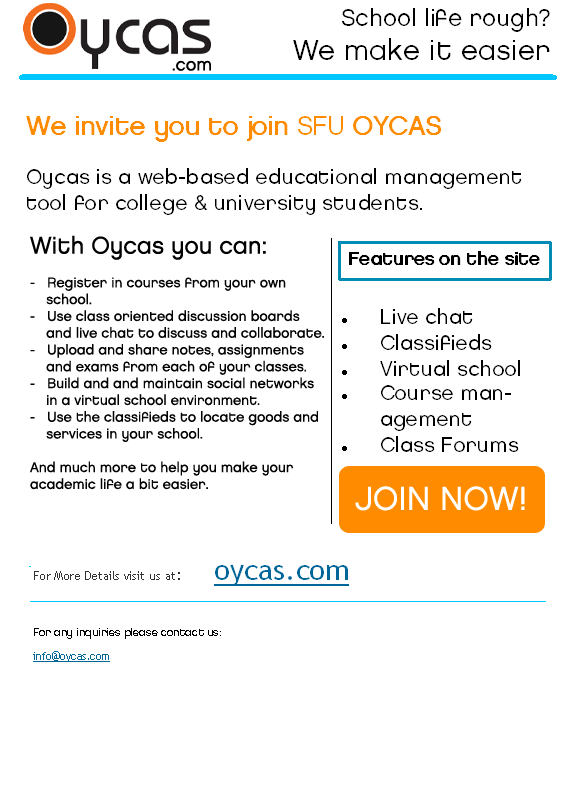 Oycas
.com
School life rough?
We make it easier
We invite you to join SFU OYCAS
Oycas is a web-based educational management
tool for college & university students.
With Oycas you can:
- Register in courses from your own
school.
- Use class oriented discussion boards
and live chat to discuss and collaborate.
- Upload and share notes, assignments
and exams from each of your classes.
- Build and and maintain social networks
in a virtual school environment.
- Use the classifieds to locate goods and
services in your school.
And much more to help you make your
academic life a bit easier.
Features on the site
• Live chat
• Classifieds
• Virtual school
• Course man-
agement
• Class Forums
JOIN NOW!
For More Details visit us at: oycas.com
For any inquiries please contact us:
info@oycas.com